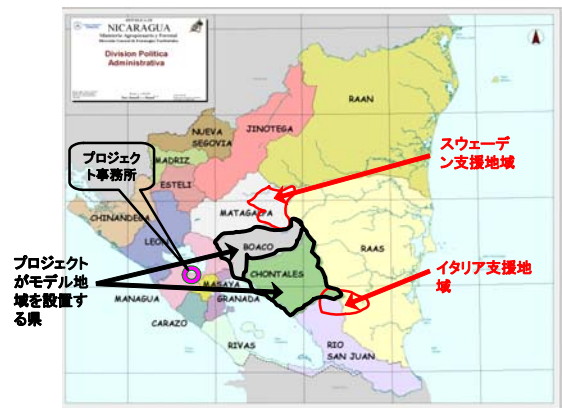 NICARAGUA
Ministerio Agropecuario y Forestal
Division Politica
Administrativa
RAAN
NUEVA
SEGOVIA
JINOTEGA
MADRIZ
ESTELI
プロジェク
ト事務所
スウェーデ
ン支援地域
CHINANDEGA
MATAGALPA
LEON
BOACO
RAAS
プロジェクト
がモデル地
域を設置す
る県
CHONTALES
イタリア支援地
域
MASAYA
MANAGUA
GRANADA
CARAZO
RIVAS
RIO
SAN JUAN